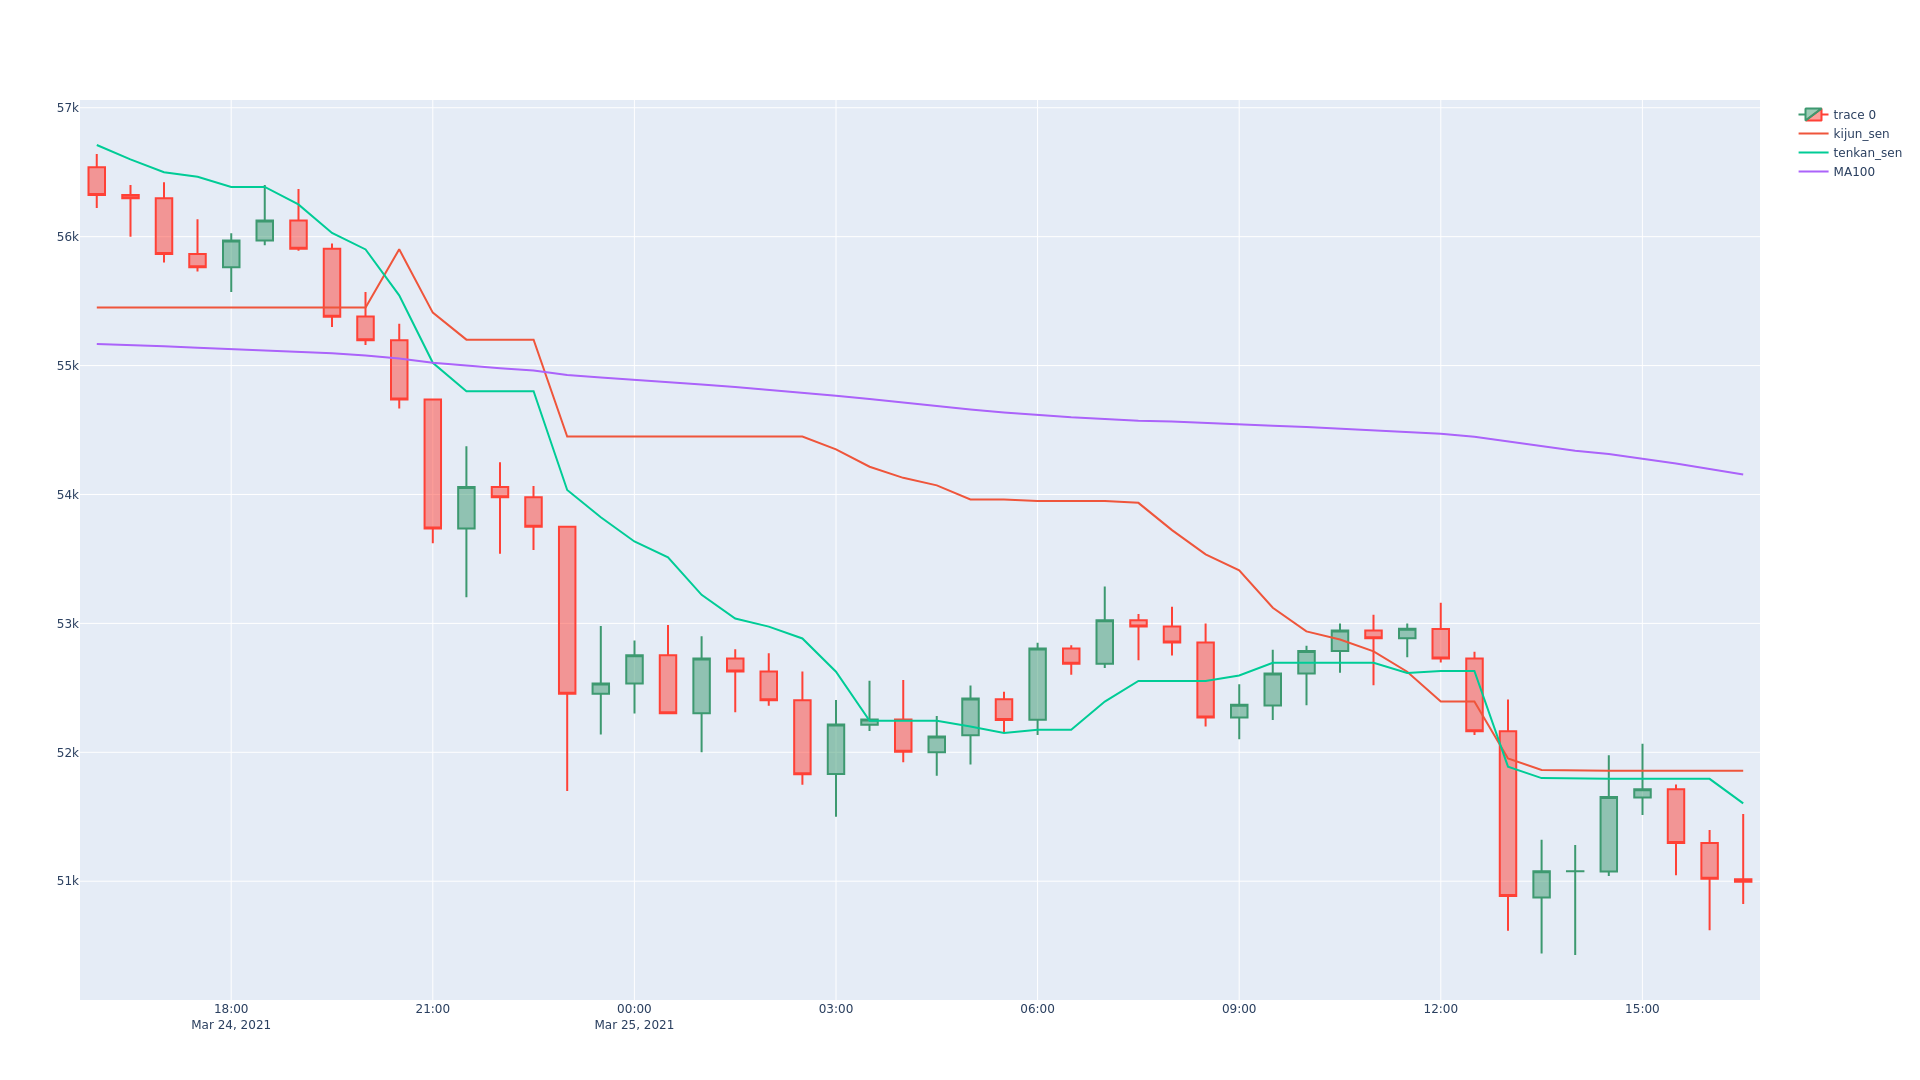 57k
56k
55k
54k
53k
52k
51k
18:00
Mar 24, 2021
21:00
00:00
Mar 25, 2021
03:00
06:00
09:00
12:00
15:00
trace 0
kijun_sen
tenkan_sen
MA100